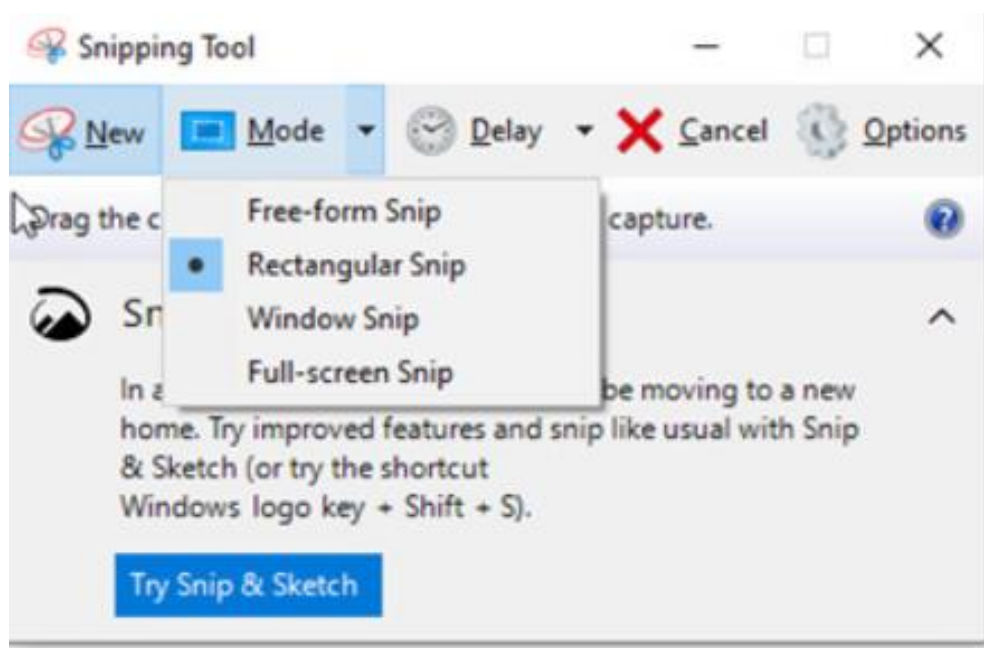 Snipping Tool
New Mode Delay Cancel Options
Drag the c
capture.
Free-form Snip
Rectangular Snip
Window Snip
Full-screen Snip
Sn
In a
be moving to a new
home. Try improved features and snip like usual with Snip
& Sketch (or try the shortcut
Windows logo key + Shift + S).
Try Snip & Sketch